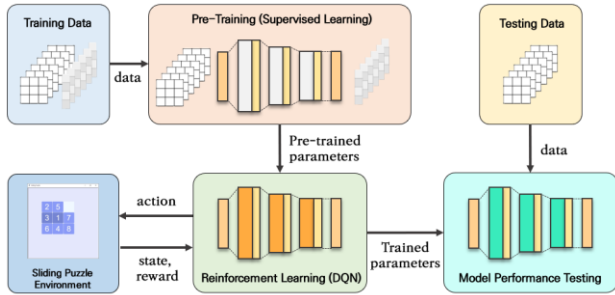 Training Data
Pre-Training (Supervised Learning)
Testing Data
data
Pre-trained
parameters
data
action
state,
reward
Trained
parameters
2 5
3 1 7
6 4 8
Sliding Puzzle
Environment
Reinforcement Learning (DQN)
Model Performance Testing